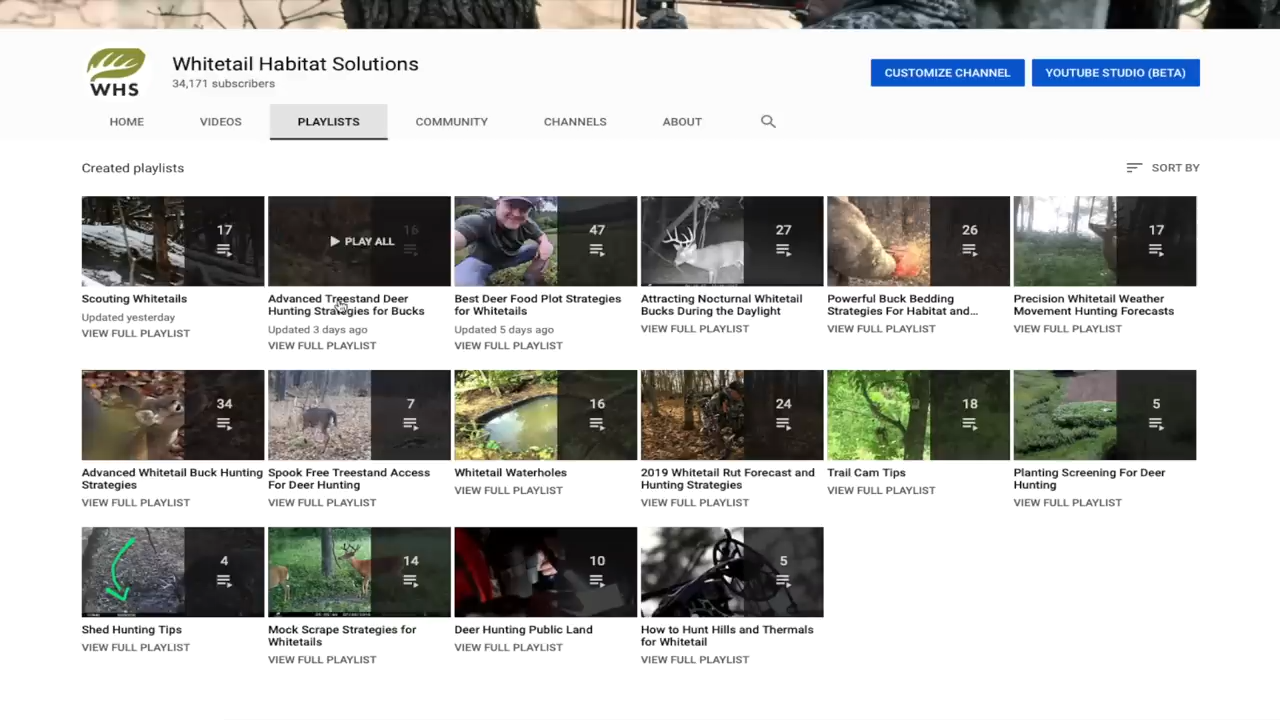 WHS
Whitetail Habitat Solutions
34,171 subscribers
CUSTOMIZE CHANNEL
YOUTUBE STUDIO (BETA)
HOME
VIDEOS
PLAYLISTS
COMMUNITY
CHANNELS
ABOUT
Created playlists
SORT BY
17
Scouting Whitetails
Updated yesterday
VIEW FULL PLAYLIST
16
PLAY ALL
Advanced Treestand Deer
Hunting Strategies for Bucks
Updated 3 days ago
VIEW FULL PLAYLIST
47
Best Deer Food Plot Strategies
for Whitetails
Updated 5 days ago
VIEW FULL PLAYLIST
27
Attracting Nocturnal Whitetail
Bucks During the Daylight
VIEW FULL PLAYLIST
26
Powerful Buck Bedding
Strategies For Habitat and...
VIEW FULL PLAYLIST
17
Precision Whitetail Weather
Movement Hunting Forecasts
VIEW FULL PLAYLIST
34
Advanced Whitetail Buck Hunting
Strategies
VIEW FULL PLAYLIST
7
Spook Free Treestand Access
For Deer Hunting
VIEW FULL PLAYLIST
16
Whitetail Waterholes
VIEW FULL PLAYLIST
24
2019 Whitetail Rut Forecast and
Hunting Strategies
VIEW FULL PLAYLIST
18
Trail Cam Tips
VIEW FULL PLAYLIST
5
Planting Screening For Deer
Hunting
VIEW FULL PLAYLIST
4
Shed Hunting Tips
VIEW FULL PLAYLIST
14
Mock Scrape Strategies for
Whitetails
VIEW FULL PLAYLIST
10
Deer Hunting Public Land
VIEW FULL PLAYLIST
5
How to Hunt Hills and Thermals
for Whitetail
VIEW FULL PLAYLIST